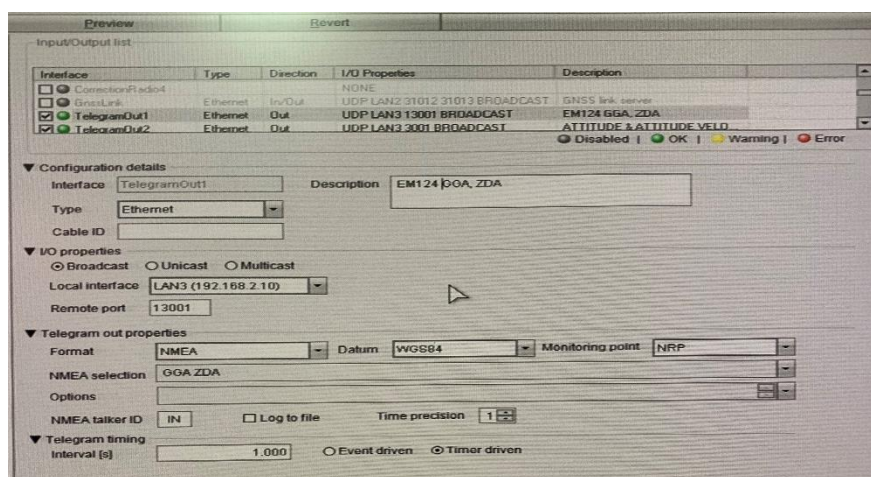 Preview Revert
Input/Output list
Interface Type Direction I/O Properties Description
CorrectionRadio4 NONE
GnssLink Ethernet In/Out UDP LAN2 31012 31013 BROADCAST GNSS link server
TelegramOut1 Ethernet Out UDP LAN3 13001 BROADCAST EM124 GGA, ZDA
TelegramOut2 Ethernet Out UDP LAN3 3001 BROADCAST ATTITUDE & ATTITUDE VELO...
Disabled | OK | Warning | Error
Configuration details
Interface TelegramOut1 Description EM124 GGA, ZDA
Type Ethernet
Cable ID
I/O properties
Broadcast Unicast Multicast
Local interface LAN3 (192.168.2.10)
Remote port 13001
Telegram out properties
Format NMEA Datum WGS84 Monitoring point NRP
NMEA selection GGA ZDA
Options
NMEA talker ID IN Log to file Time precision 1
Telegram timing
Interval [s] 1.000 Event driven Timer driven